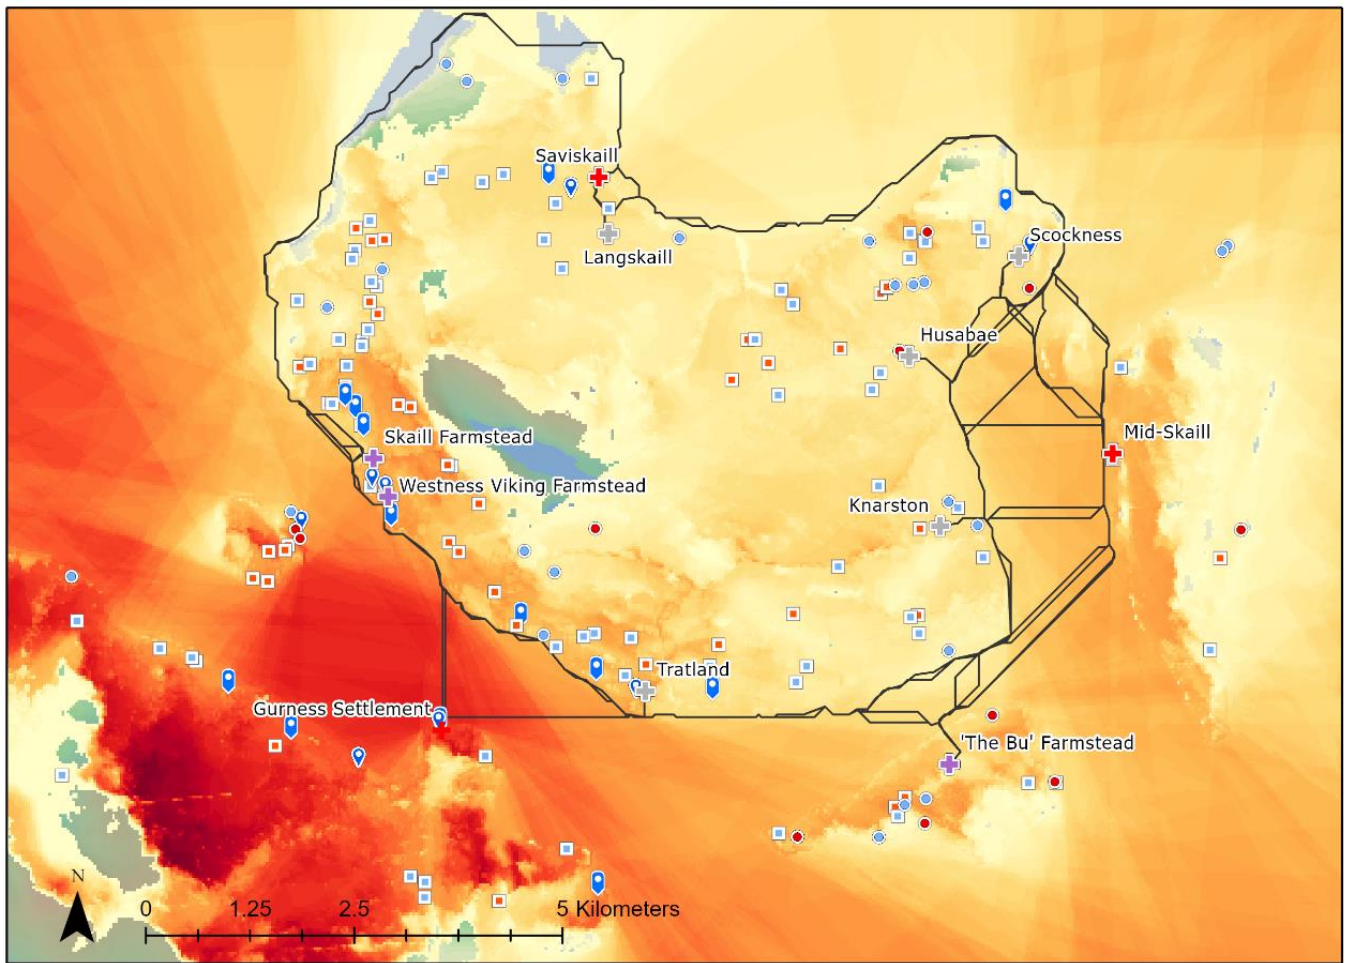 Saviskaill
Langskaill
Scockness
Husabae
Skaill Farmstead
Mid-Skaill
Westness Viking Farmstead
Knarston
Tratland
Gurness Settlement
'The Bu' Farmstead
N
0 1.25 2.5 5 Kilometers